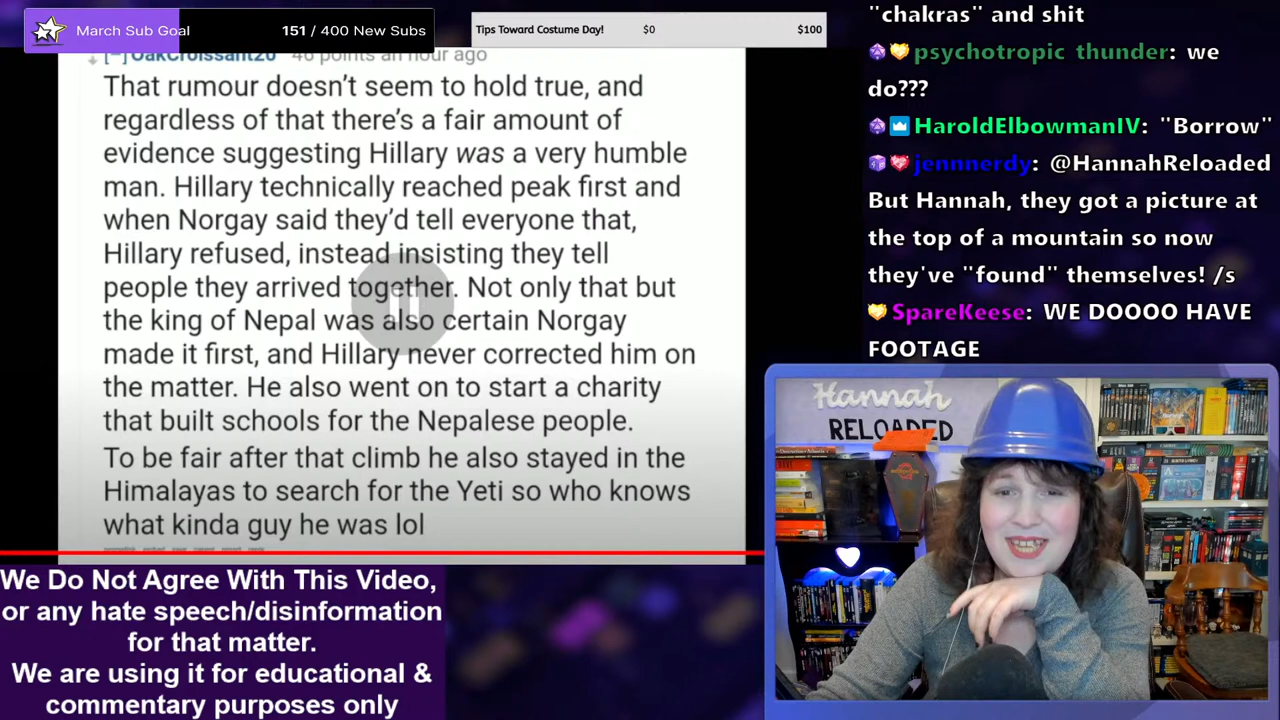 March Sub Goal
151 / 400 New Subs
Tips Toward Costume Day!
$0
$100
[–] OakCroissant20 46 points an hour ago
That rumour doesn’t seem to hold true, and
regardless of that there’s a fair amount of
evidence suggesting Hillary was a very humble
man. Hillary technically reached peak first and
when Norgay said they’d tell everyone that,
Hillary refused, instead insisting they tell
people they arrived together. Not only that but
the king of Nepal was also certain Norgay
made it first, and Hillary never corrected him on
the matter. He also went on to start a charity
that built schools for the Nepalese people.
To be fair after that climb he also stayed in the
Himalayas to search for the Yeti so who knows
what kinda guy he was lol
We Do Not Agree With This Video,
or any hate speech/disinformation
for that matter.
We are using it for educational &
commentary purposes only
"chakras" and shit
psychotropic thunder: we
do???
HaroldElbowmanIV: "Borrow"
jennnerdy: @HannahReloaded
But Hannah, they got a picture at
the top of a mountain so now
they've "found" themselves! /s
SpareKeese: WE DOOOO HAVE
FOOTAGE
Hannah
RELOADED